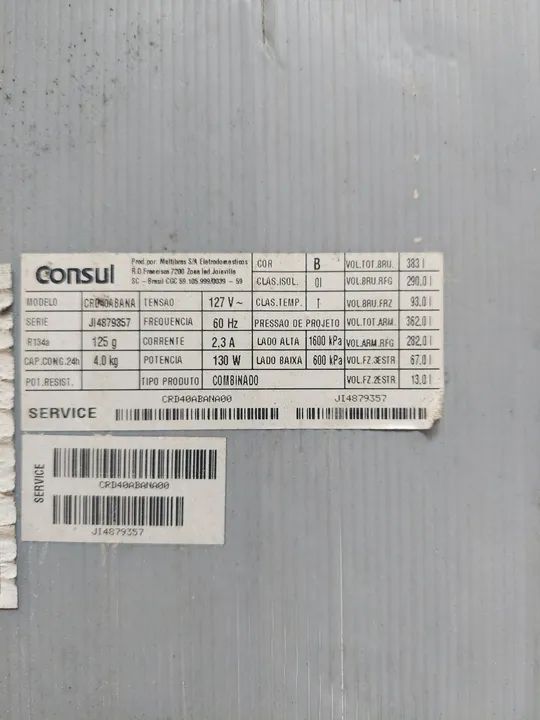 consul
Prod.por: Multibras S/A Eletrodomesticos
R.D.Francisca 7200 Zona Ind.Joinville
SC - Brasil CGC 59.105.999/0039 - 59
COR B VOL.TOT.BRU. 383 l
CLAS.ISOL. 01 VOL.BRU.RFG 290,0 l
MODELO CRD40ABANA TENSAO 127 V~ CLAS.TEMP. T VOL.BRU.FRZ 93,0 l
SERIE JI4879357 FREQUENCIA 60 Hz PRESSAO DE PROJETO VOL.TOT.ARM. 362,0 l
R134a 125 g CORRENTE 2,3 A LADO ALTA 1600 kPa VOL.ARM.RFG 282,0 l
CAP.CONG.24h 4,0 kg POTENCIA 130 W LADO BAIXA 600 kPa VOL.FZ.3ESTR 67,0 l
POT.RESIST. TIPO PRODUTO COMBINADO VOL.FZ.2ESTR 13,0 l
CRD40ABANA00 JI4879357
SERVICE
SERVICE
CRD40ABANA00
JI4879357